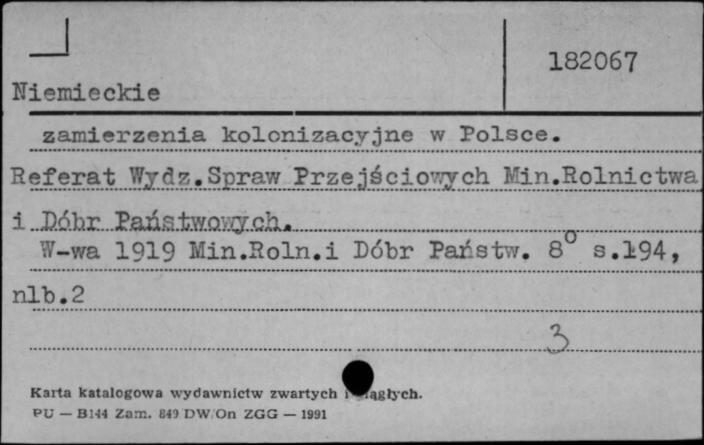 182067
Niemieckie
zamierzenia kolonizacyjne w Polsce.
Referat Wydz.Spraw Przejściowych Min.Rolnictwa
i Dóbr Państwowych.
W-wa 1919 Min.Roln.i Dóbr Państw. 8° s.194,
nlb.2
3
Karta katalogowa wydawnictw zwartych i ciągłych.
PU — B144 Zam. 849 DW/On ZGG — 1991